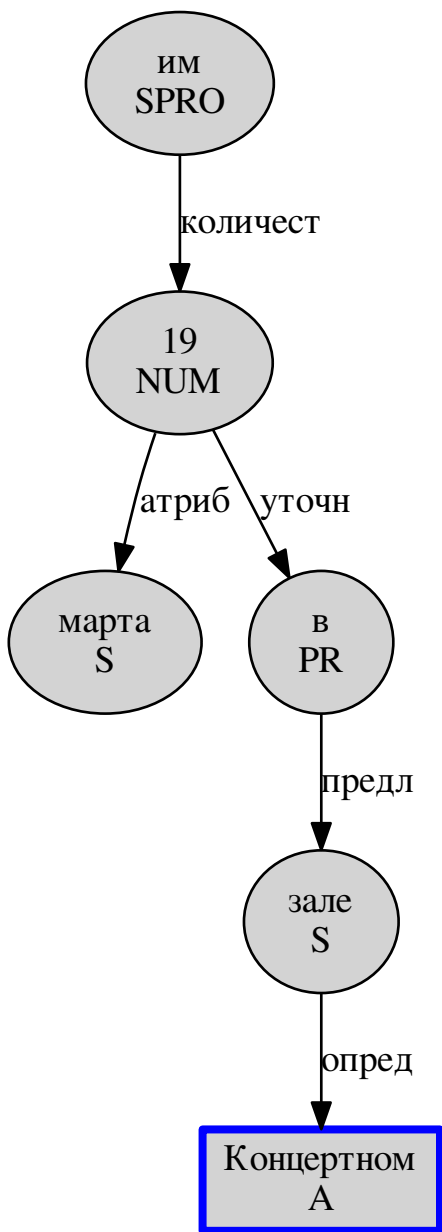 им
SPRO
количест
19
NUM
атриб
уточн
марта
S
в
PR
предл
зале
S
опред
Концертном
A